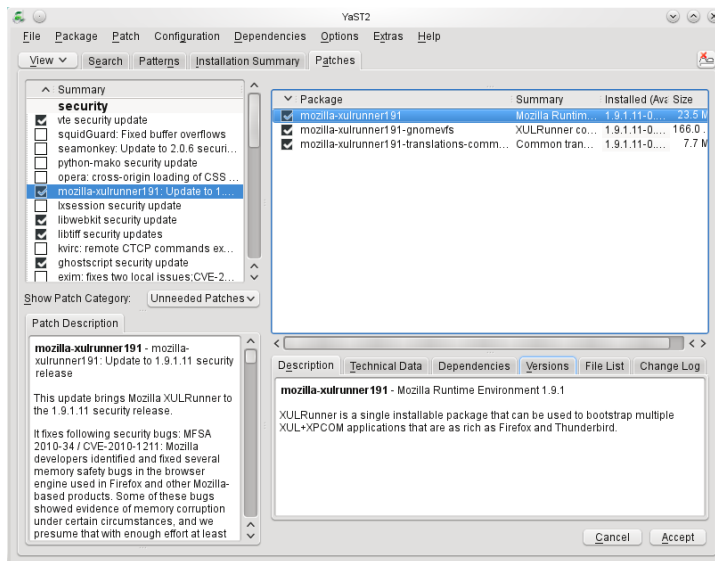 YaST2
File Package Patch Configuration Dependencies Options Extras Help
View Search Patterns Installation Summary Patches
Summary
security
vte security update
squidGuard: Fixed buffer overflows
seamonkey: Update to 2.0.6 securi...
python-mako security update
opera: cross-origin loading of CSS ...
mozilla-xulrunner191: Update to 1....
lxsession security update
libwebkit security update
libtiff security updates
kvirc: remote CTCP commands ex...
ghostscript security update
exim: fixes two local issues;CVE-2...
Show Patch Category: Unneeded Patches
Patch Description
mozilla-xulrunner191 - mozilla-
xulrunner191: Update to 1.9.1.11 security
release
This update brings Mozilla XULRunner to
the 1.9.1.11 security release.
It fixes following security bugs: MFSA
2010-34 / CVE-2010-1211: Mozilla
developers identified and fixed several
memory safety bugs in the browser
engine used in Firefox and other Mozilla-
based products. Some of these bugs
showed evidence of memory corruption
under certain circumstances, and we
presume that with enough effort at least
Package Summary Installed (Ava Size
mozilla-xulrunner191 Mozilla Runtim... 1.9.1.11-0.... 23.5 M
mozilla-xulrunner191-gnomevfs XULRunner co... 1.9.1.11-0.... 166.0 .
mozilla-xulrunner191-translations-comm... Common tran... 1.9.1.11-0.... 7.7 M
Description Technical Data Dependencies Versions File List Change Log
mozilla-xulrunner191 - Mozilla Runtime Environment 1.9.1
XULRunner is a single installable package that can be used to bootstrap multiple
XUL+XPCOM applications that are as rich as Firefox and Thunderbird.
Cancel Accept